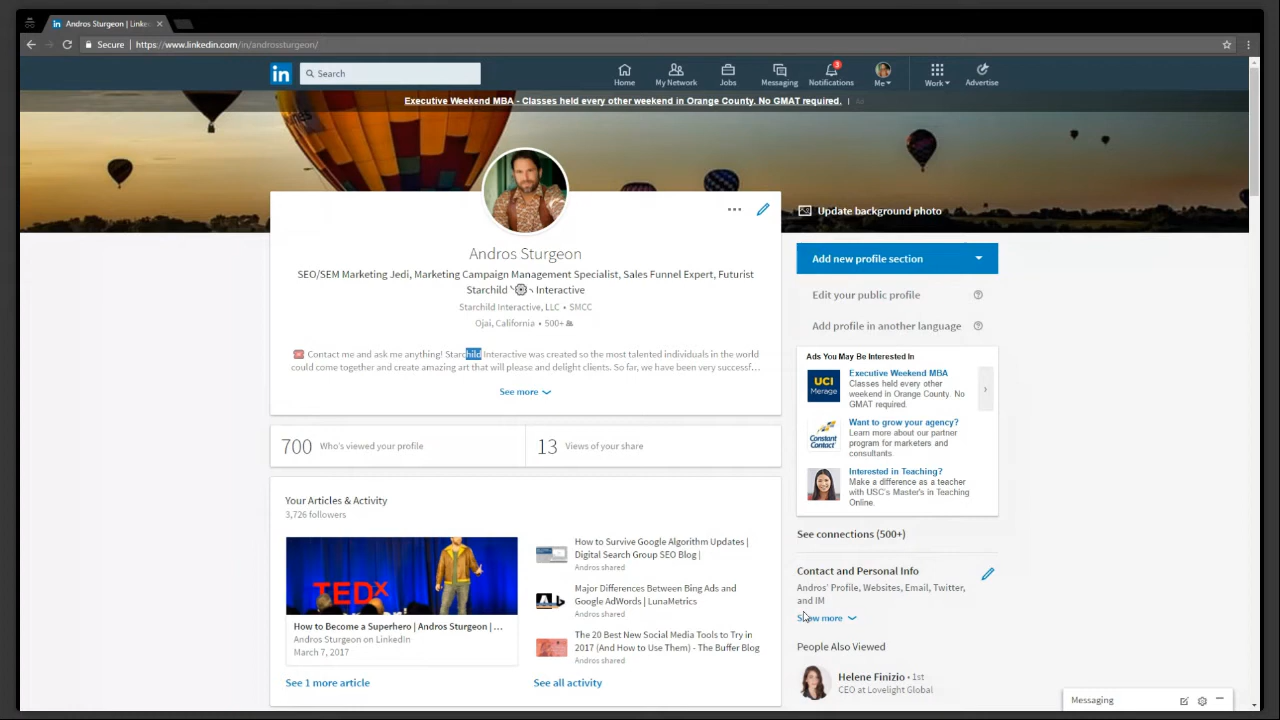 Andros Sturgeon | Linke
Secure | https://www.linkedin.com/in/androssturgeon/
in Search
Home
My Network
Jobs
Messaging
3
Notifications
Me
Work
Advertise
Executive Weekend MBA - Classes held every other weekend in Orange County. No GMAT required. | Ad
Update background photo
Andros Sturgeon
SEO/SEM Marketing Jedi, Marketing Campaign Management Specialist, Sales Funnel Expert, Futurist
Starchild Interactive
Starchild Interactive, LLC • SMCC
Ojai, California • 500+
Contact me and ask me anything! Starchild Interactive was created so the most talented individuals in the world
could come together and create amazing art that will please and delight clients. So far, we have been very successf...
See more
700 Who's viewed your profile
13 Views of your share
Your Articles & Activity
3,726 followers
TEDx
How to Become a Superhero | Andros Sturgeon | ...
Andros Sturgeon on LinkedIn
March 7, 2017
See 1 more article
How to Survive Google Algorithm Updates |
Digital Search Group SEO Blog |
Andros shared
Major Differences Between Bing Ads and
Google AdWords | LunaMetrics
Andros shared
The 20 Best New Social Media Tools to Try in
2017 (And How to Use Them) - The Buffer Blog
Andros shared
See all activity
Add new profile section
Edit your public profile
Add profile in another language
Ads You May Be Interested In
UCI
Merage
Executive Weekend MBA
Classes held every other
weekend in Orange County. No
GMAT required.
Constant
Contact
Want to grow your agency?
Learn more about our partner
program for marketers and
consultants.
Interested in Teaching?
Make a difference as a teacher
with USC's Master's in Teaching
Online.
See connections (500+)
Contact and Personal Info
Andros' Profile, Websites, Email, Twitter,
and IM
Show more
People Also Viewed
Helene Finizio • 1st
CEO at Lovelight Global
Messaging